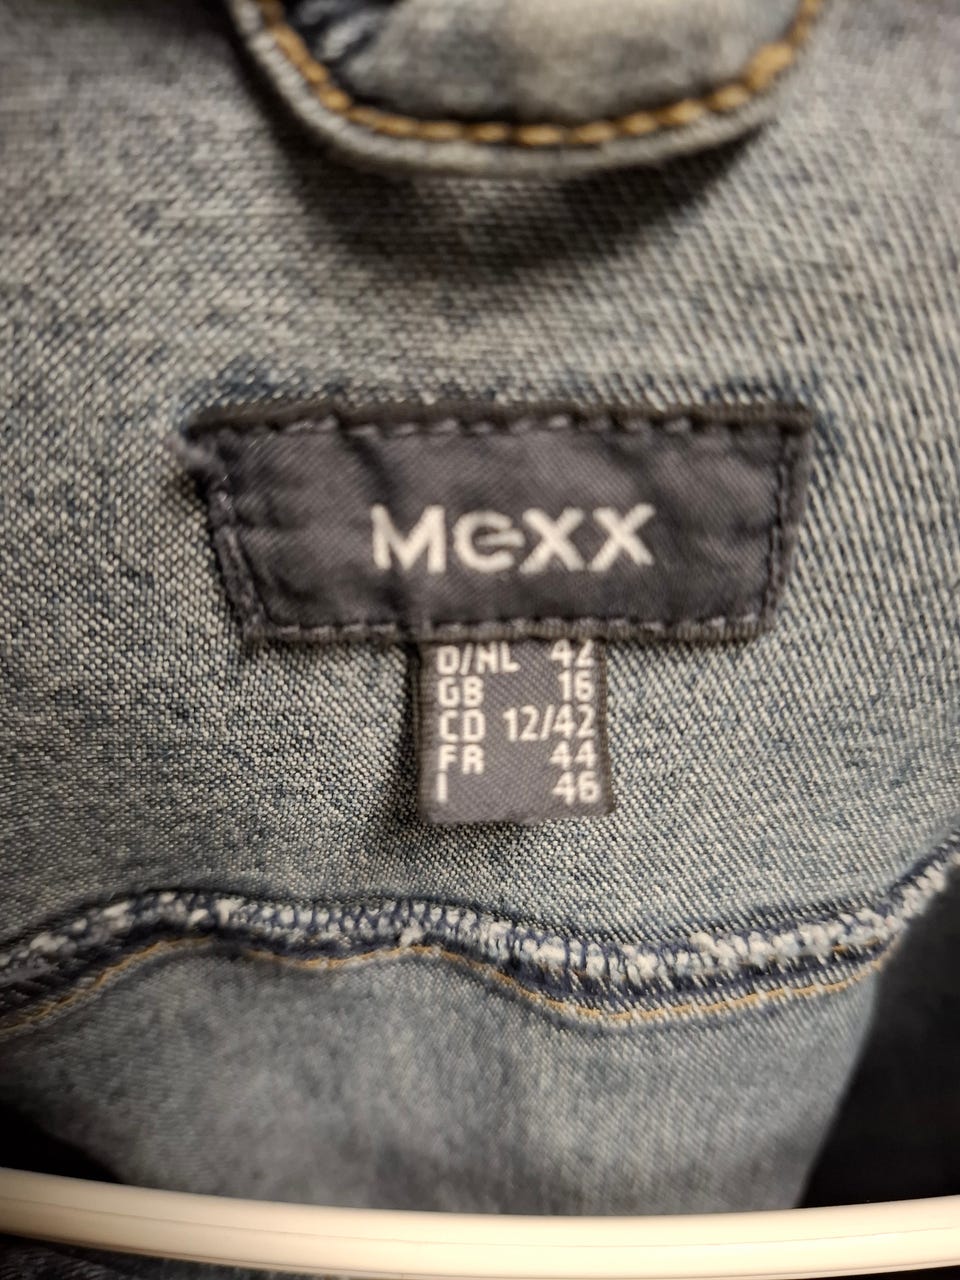 Mexx
D/NL 42
GB 16
CD 12/42
FR 44
I 46